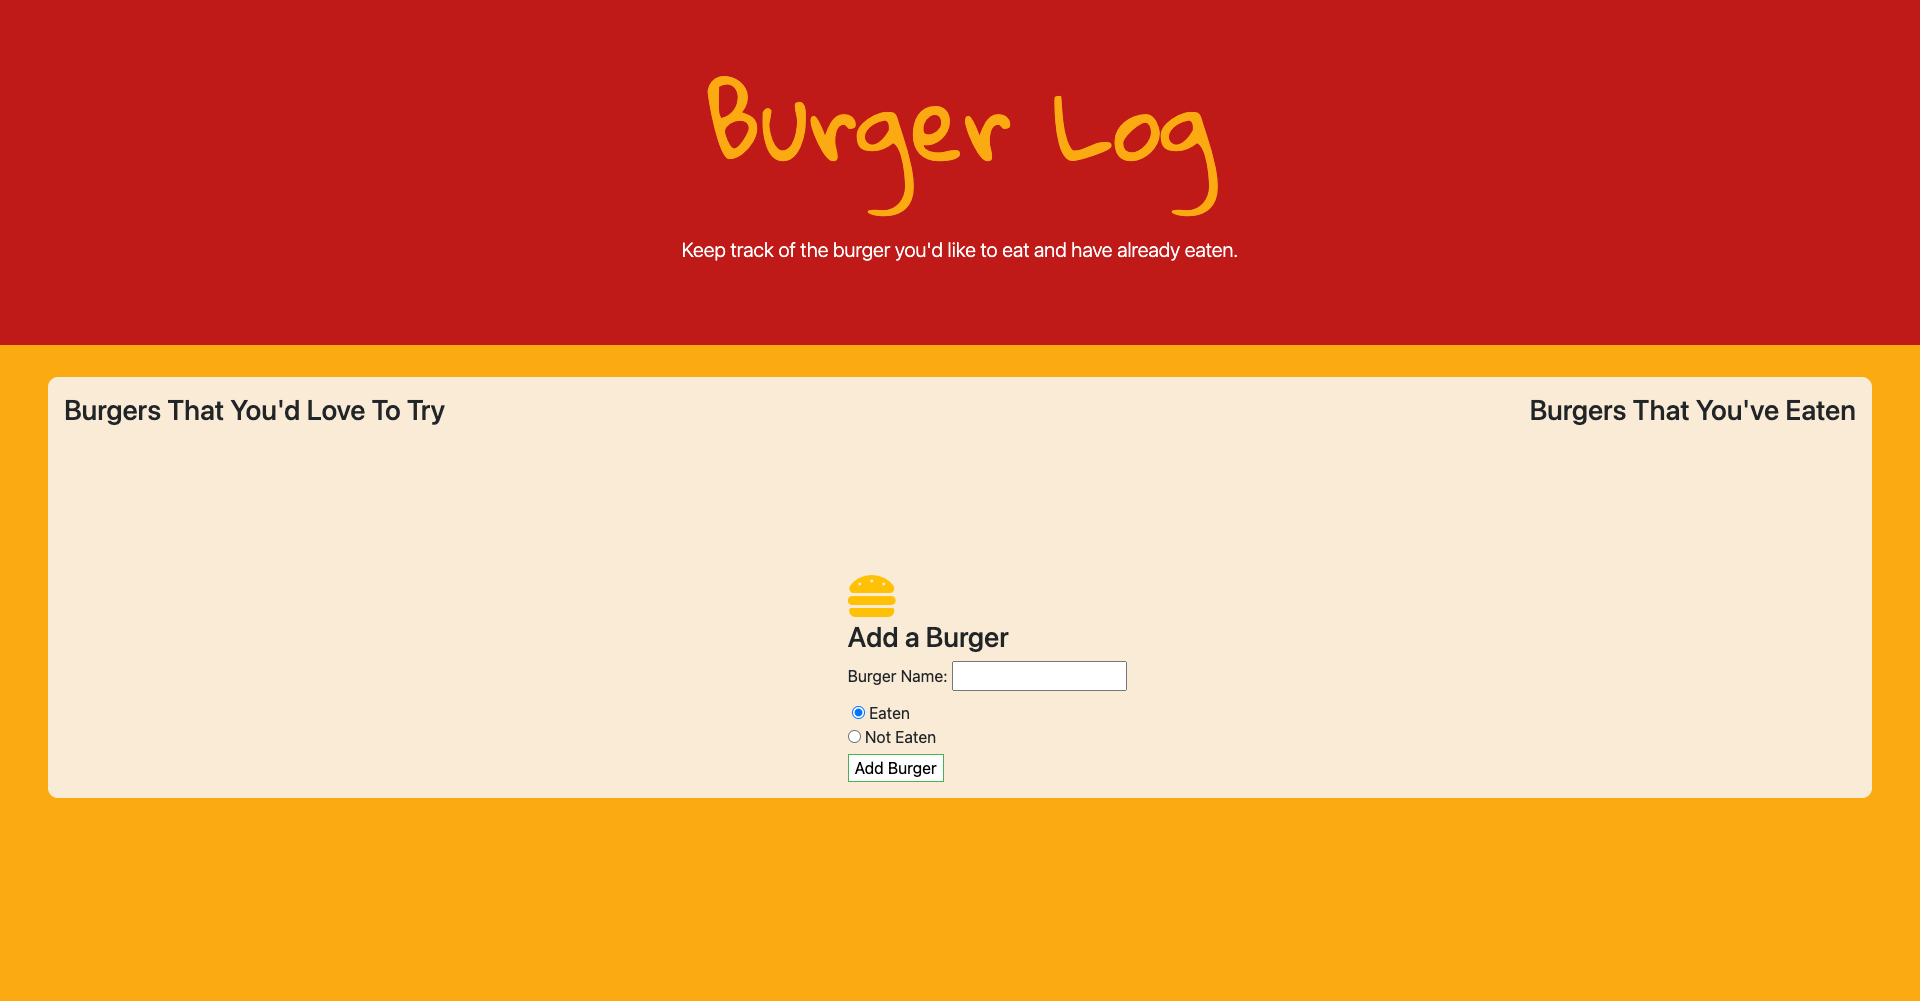 Burger Log
Keep track of the burger you'd like to eat and have already eaten.
Burgers That You'd Love To Try
Burgers That You've Eaten
Add a Burger
Burger Name:
Eaten
Not Eaten
Add Burger